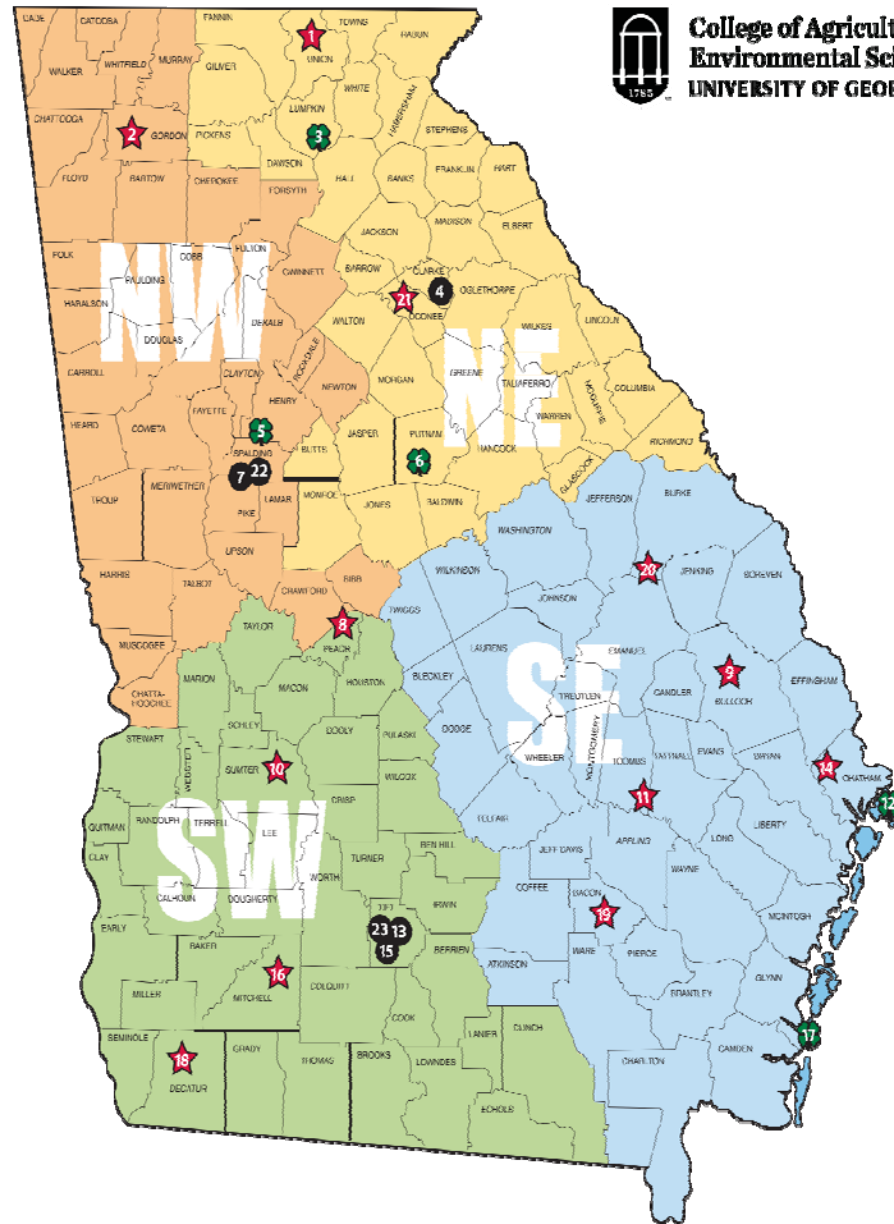 College of Agricul
Environmental Sci
UNIVERSITY OF GEOR
1785
DADE
CATOOSA
FANNIN
TOWNS
RABUN
1
UNION
MURRAY
WHITFIELD
WALKER
GILMER
WHITE
HABERSHAM
LUMPKIN
3
STEPHENS
CHATTOOGA
2
GORDON
PICKENS
DAWSON
HALL
BANKS
FRANKLIN
HART
FLOYD
BARTOW
CHEROKEE
FORSYTH
MADISON
ELBERT
JACKSON
NW
POLK
PAULDING
COBB
FULTON
GWINNETT
BARROW
CLARKE
4
OGLETHORPE
21
OCONEE
HARALSON
DOUGLAS
DEKALB
WALTON
NE
WILKES
LINCOLN
CARROLL
CLAYTON
ROCKDALE
NEWTON
MORGAN
GREENE
TALIAFERRO
MCDUFFIE
COLUMBIA
HEARD
COWETA
FAYETTE
HENRY
5
SPALDING
BUTTS
JASPER
PUTNAM
6
HANCOCK
WARREN
RICHMOND
GLASCOCK
7
22
TROUP
MERIWETHER
PIKE
LAMAR
MONROE
JONES
BALDWIN
JEFFERSON
BURKE
WASHINGTON
UPSON
HARRIS
TALBOT
CRAWFORD
BIBB
TWIGGS
WILKINSON
JOHNSON
20
JENKINS
SCREVEN
MUSCOGEE
TAYLOR
8
PEACH
CHATTA-
HOOCHEE
MARION
MACON
HOUSTON
BLECKLEY
LAURENS
SE
EMANUEL
TREUTLEN
CANDLER
9
BULLOCH
EFFINGHAM
STEWART
WEBSTER
SCHLEY
DOOLY
PULASKI
DODGE
WHEELER
MONTGOMERY
TOOMBS
TATTNALL
EVANS
BRYAN
14
CHATHAM
SUMTER
10
WILCOX
CRISP
11
12
QUITMAN
RANDOLPH
TERRELL
LEE
SW
TELFAIR
LIBERTY
LONG
CLAY
TURNER
BEN HILL
JEFF DAVIS
APPLING
WAYNE
CALHOUN
DOUGHERTY
WORTH
TIFT
IRWIN
COFFEE
BACON
19
MCINTOSH
EARLY
23
13
15
BAKER
16
MITCHELL
BERRIEN
ATKINSON
WARE
PIERCE
GLYNN
MILLER
COLQUITT
COOK
BRANTLEY
SEMINOLE
LANIER
CLINCH
17
18
DECATUR
GRADY
THOMAS
BROOKS
LOWNDES
CHARLTON
CAMDEN
ECHOLS